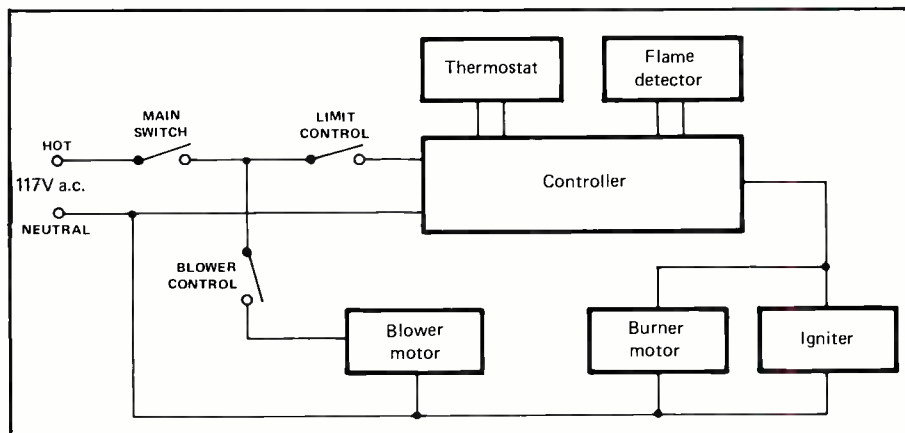 Thermostat
Flame
detector
MAIN
SWITCH
LIMIT
CONTROL
HOT
117V a.c.
NEUTRAL
Controller
BLOWER
CONTROL
Blower
motor
Burner
motor
Igniter